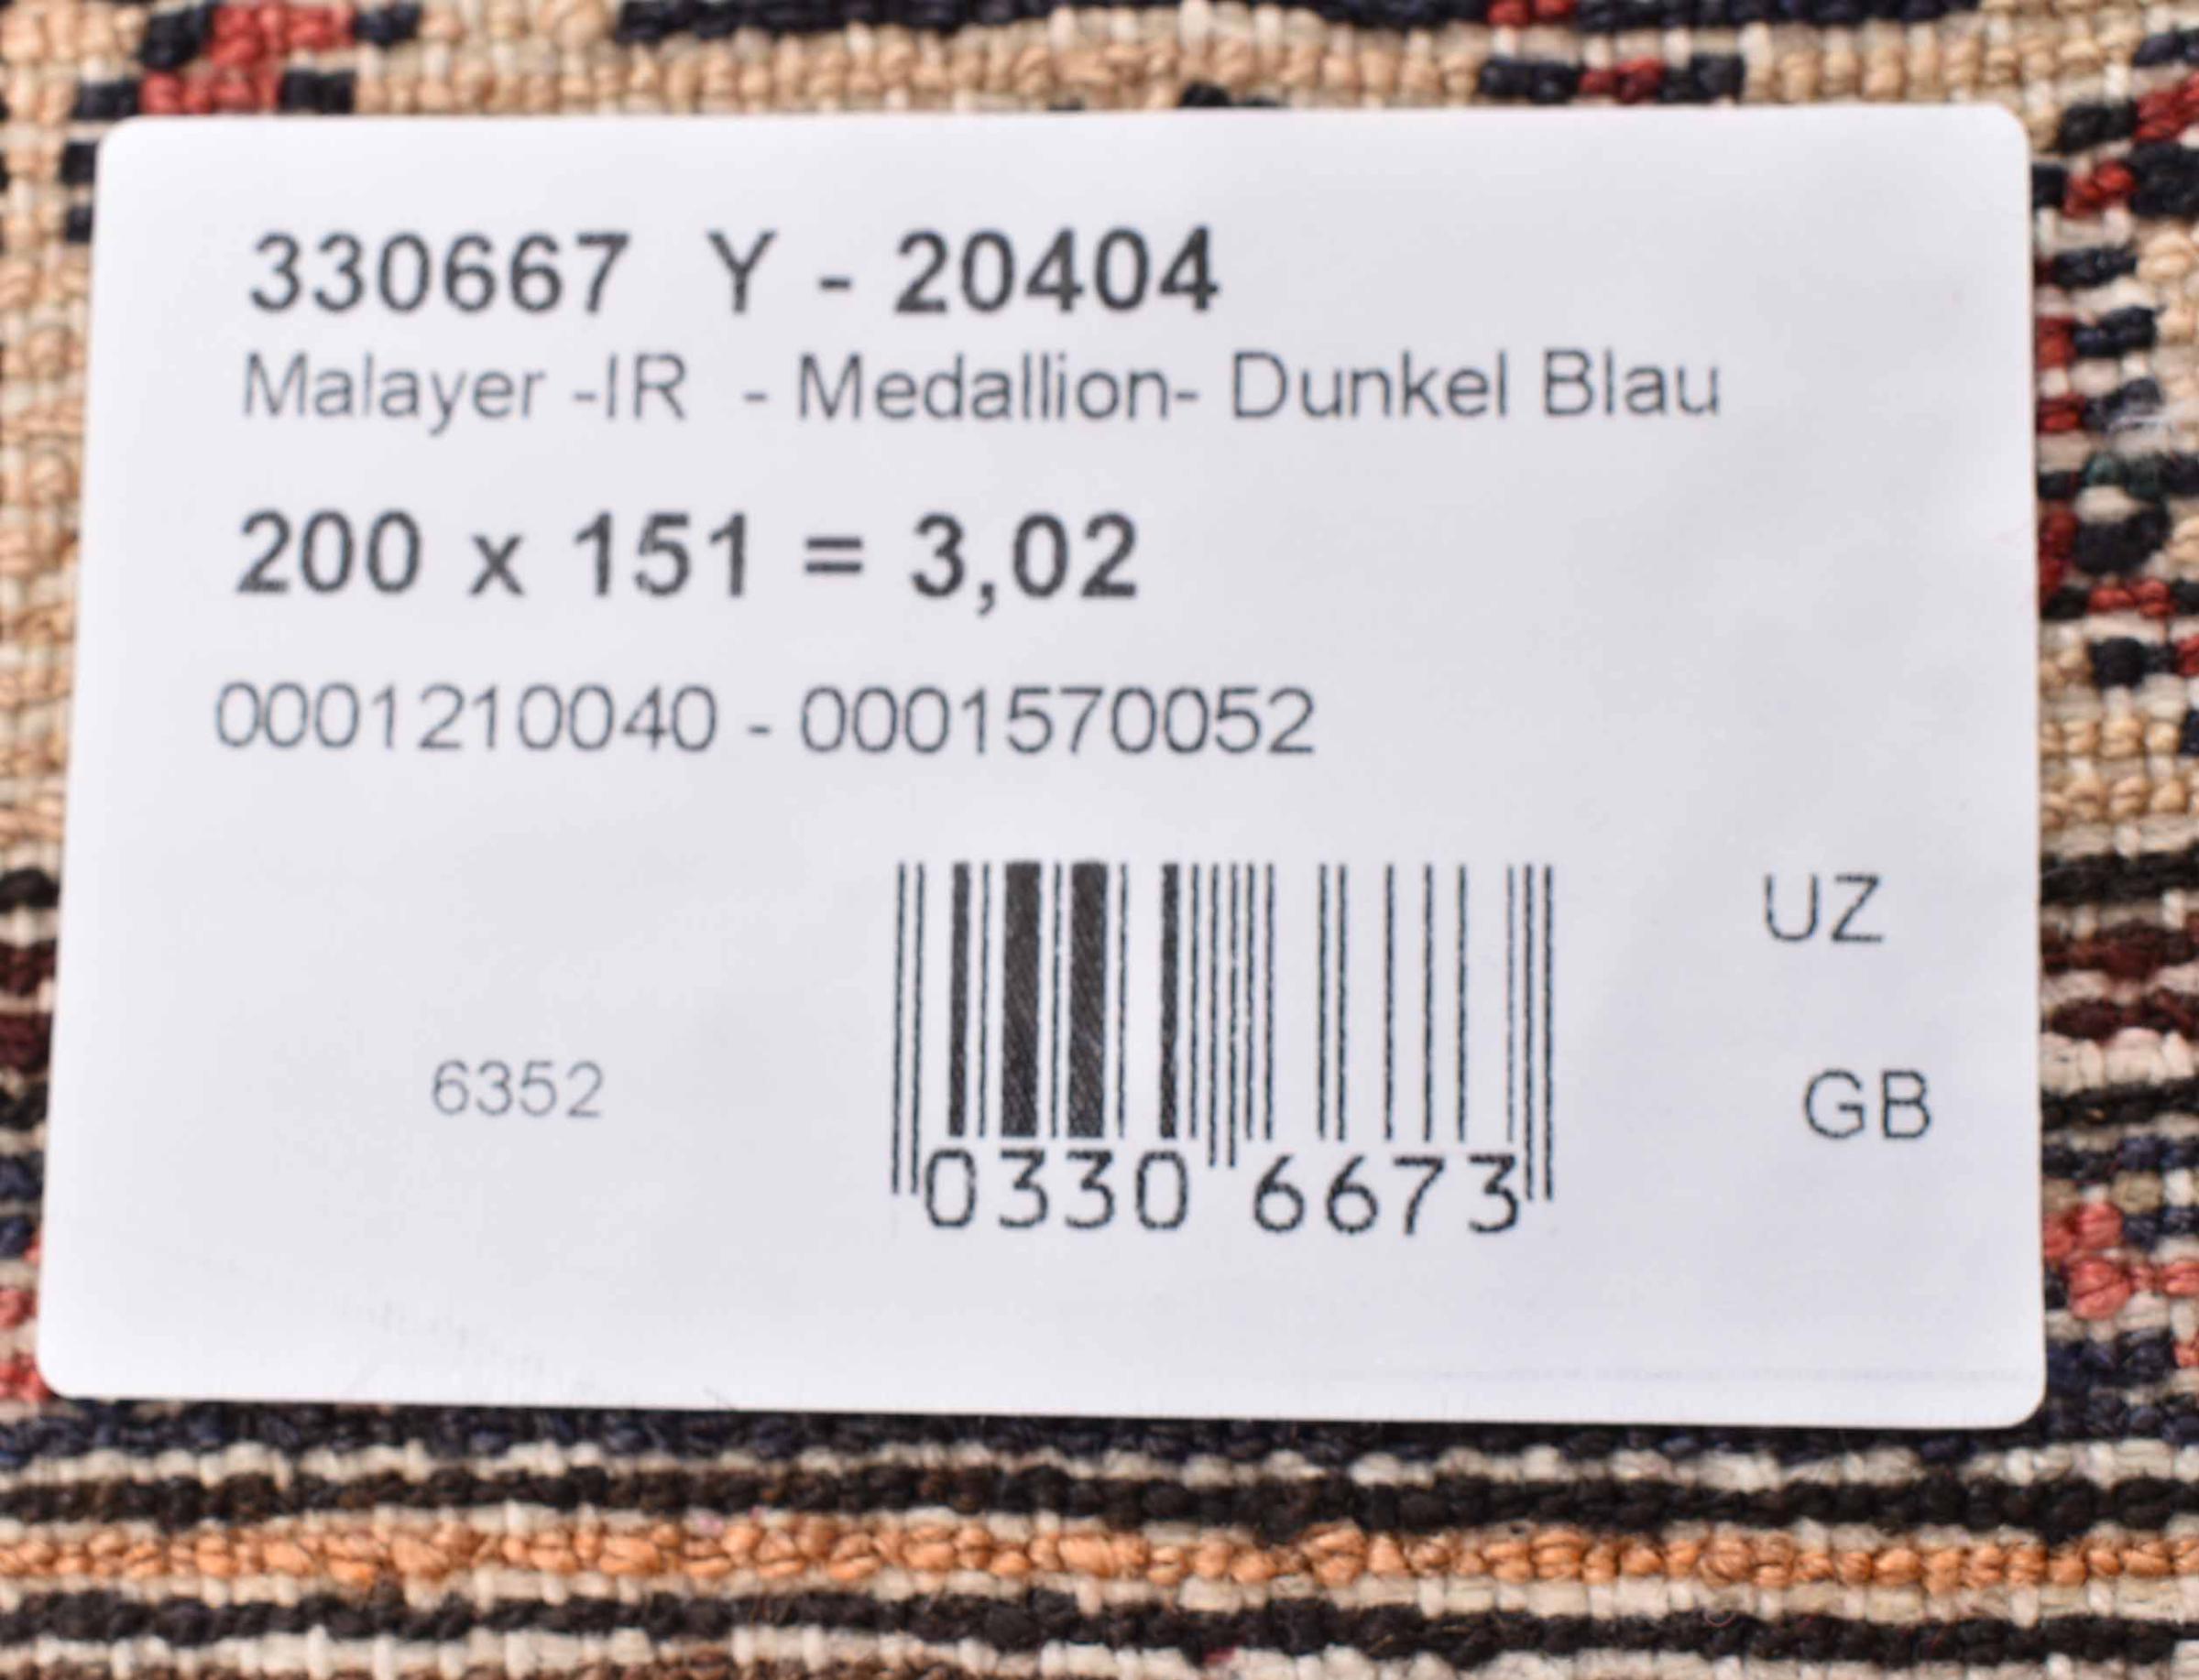 330667 Y - 20404
Malayer -IR - Medallion- Dunkel Blau
200 x 151 = 3,02
0001210040 - 0001570052
UZ
6352
GB
0330 6673